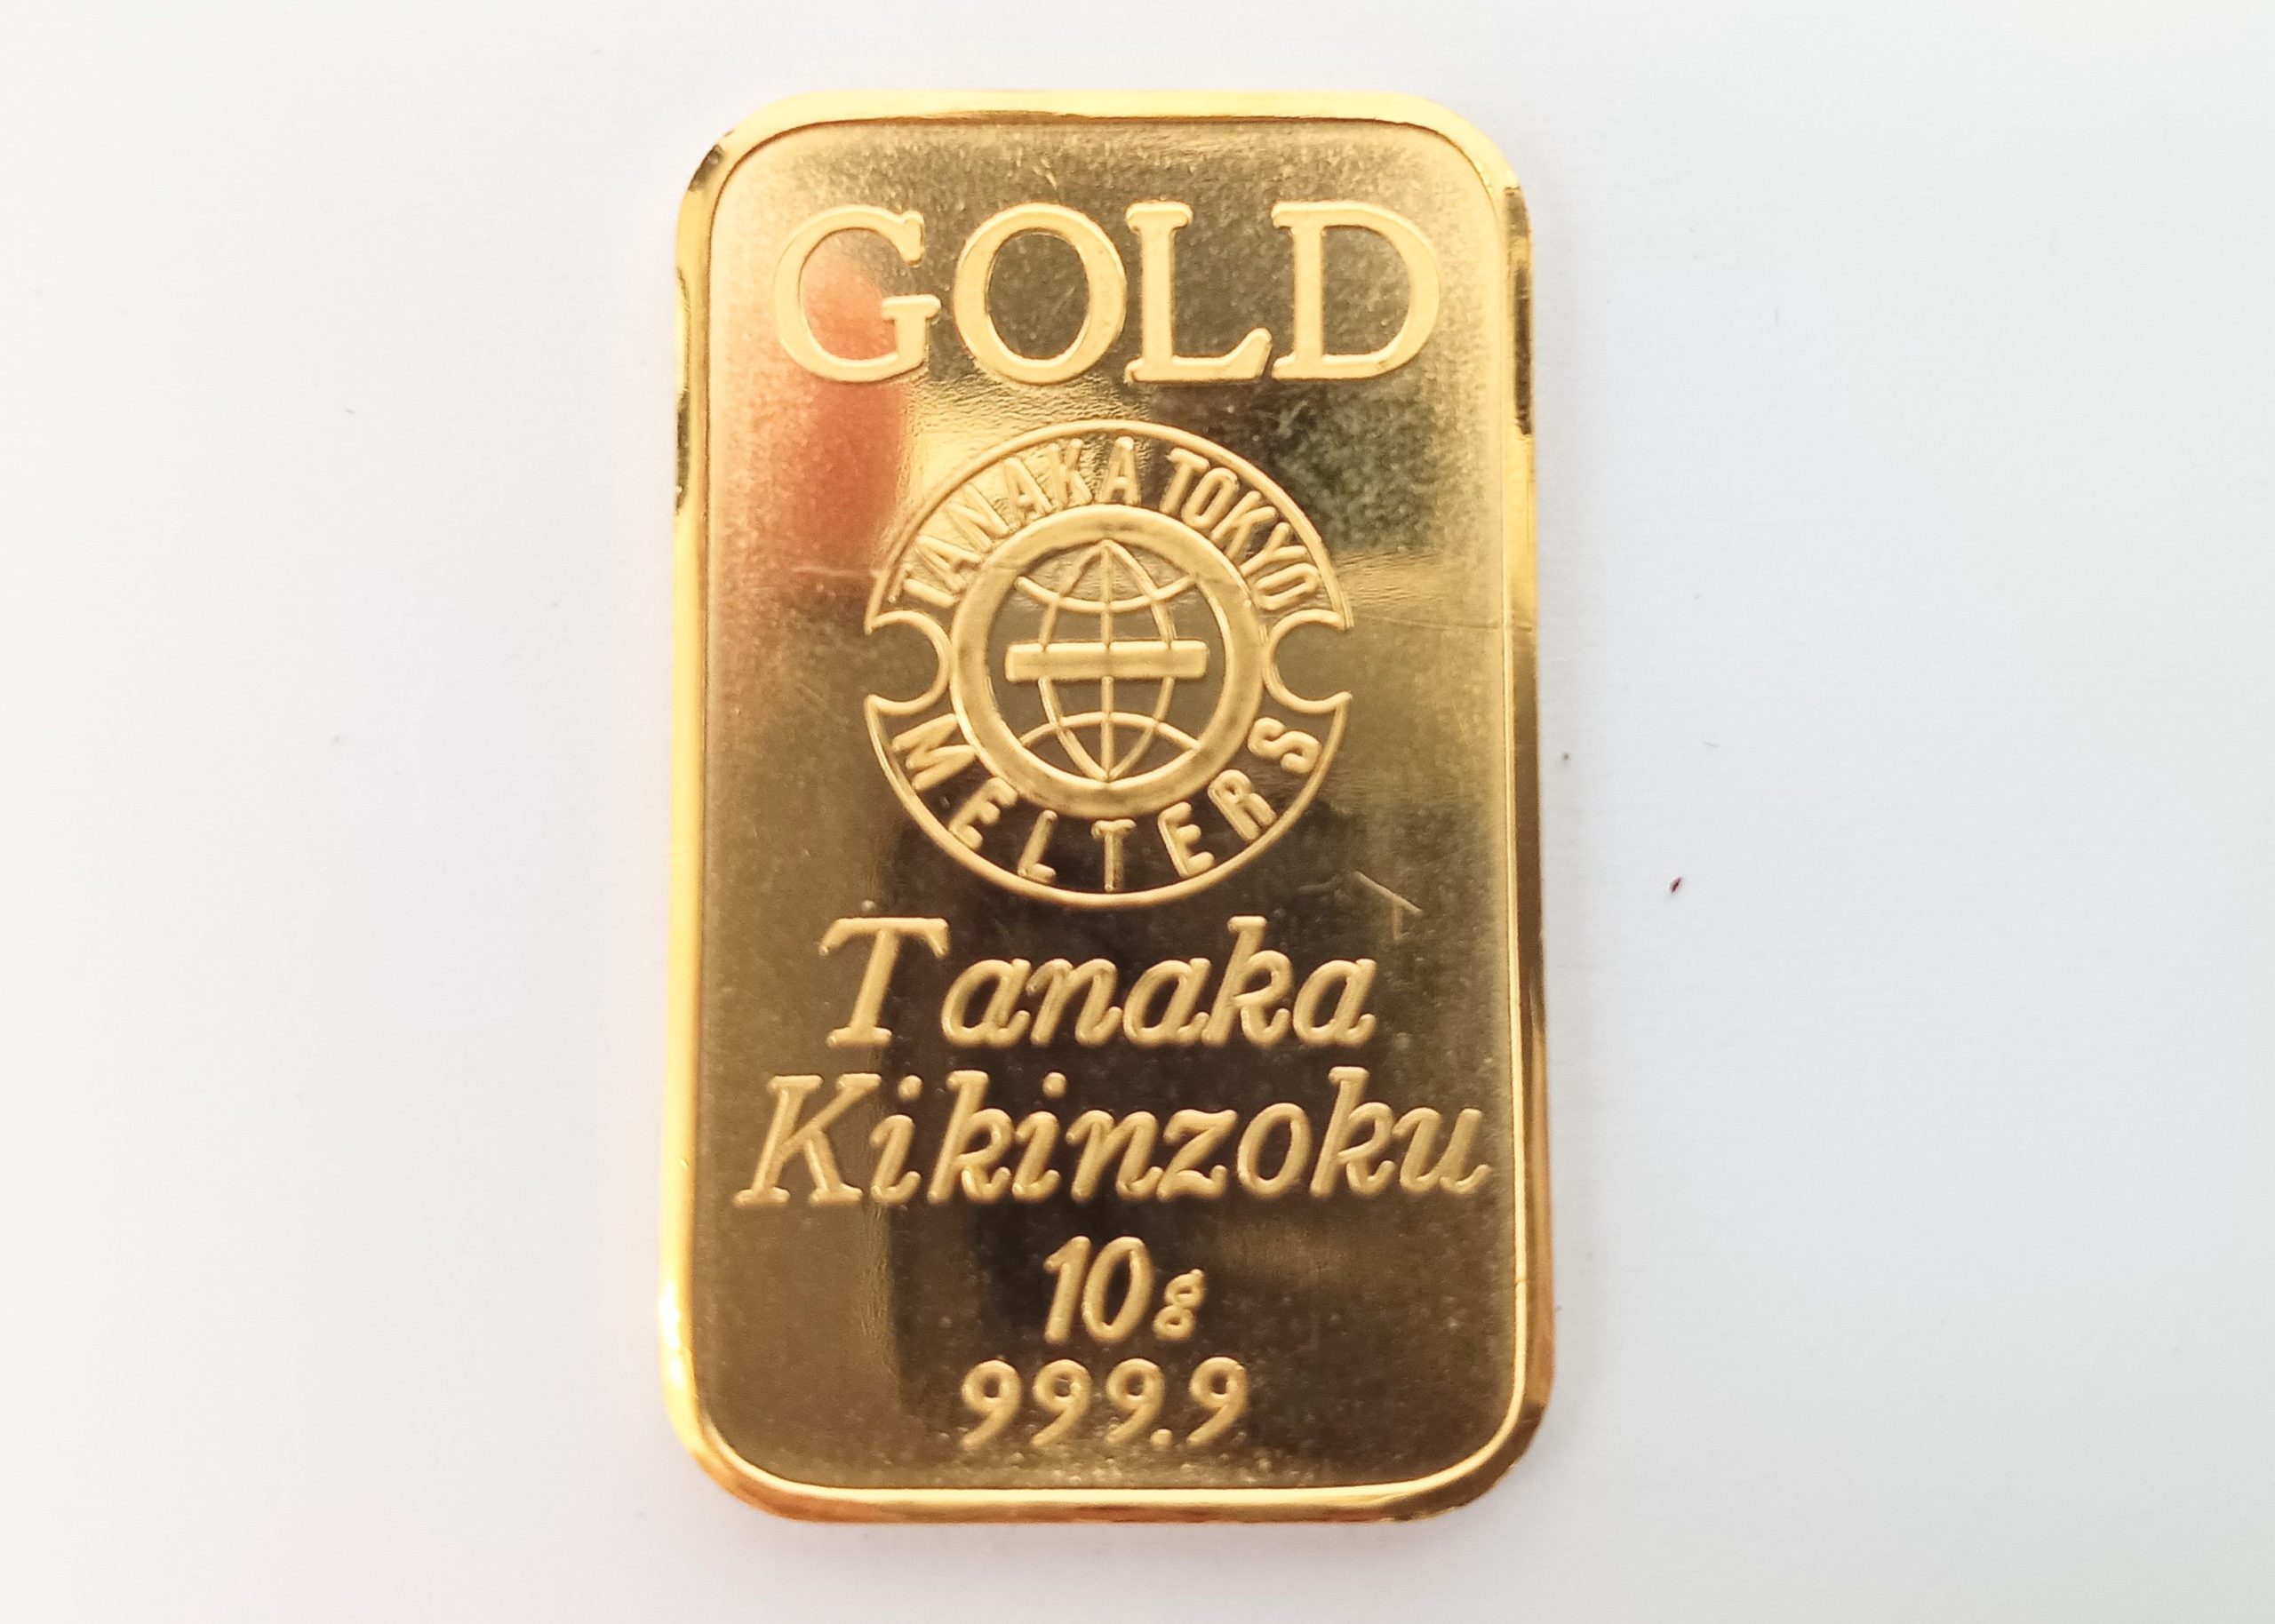 GOLD
TANAKA TOKYO
MELTERS
Tanaka
Kikinzoku
10g
999.9